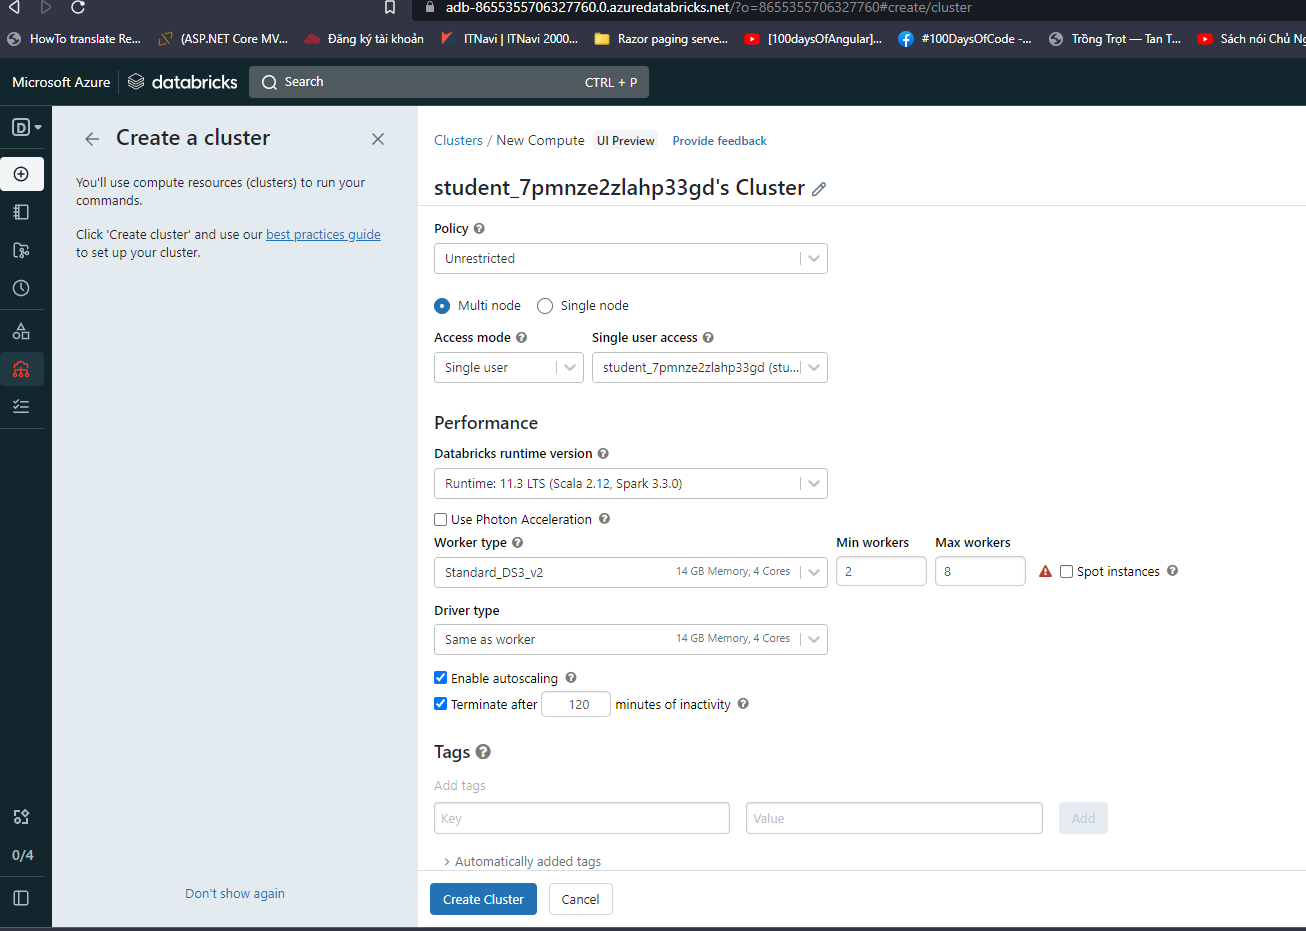 adb-8655355706327760.0.azuredatabricks.net/?o=8655355706327760#create/cluster
HowTo translate Re... (ASP.NET Core MV... Đăng ký tài khoản ITNavi | ITNavi 2000... Razor paging serve... [100daysOfAngular]... #100DaysOfCode -... Trồng Trọt — Tan T... Sách nói Chủ Ng
Microsoft Azure databricks Search CTRL + P
D
Create a cluster
You'll use compute resources (clusters) to run your
commands.
Click 'Create cluster' and use our best practices guide
to set up your cluster.
Don't show again
0/4
Clusters / New Compute UI Preview Provide feedback
student_7pmnze2zlahp33gd's Cluster
Policy
Unrestricted
Multi node Single node
Access mode Single user access
Single user student_7pmnze2zlahp33gd (stu...
Performance
Databricks runtime version
Runtime: 11.3 LTS (Scala 2.12, Spark 3.3.0)
Use Photon Acceleration
Worker type Min workers Max workers
Standard_DS3_v2 14 GB Memory, 4 Cores 2 8 Spot instances
Driver type
Same as worker 14 GB Memory, 4 Cores
Enable autoscaling
Terminate after 120 minutes of inactivity
Tags
Add tags
Key Value Add
Automatically added tags
Create Cluster Cancel